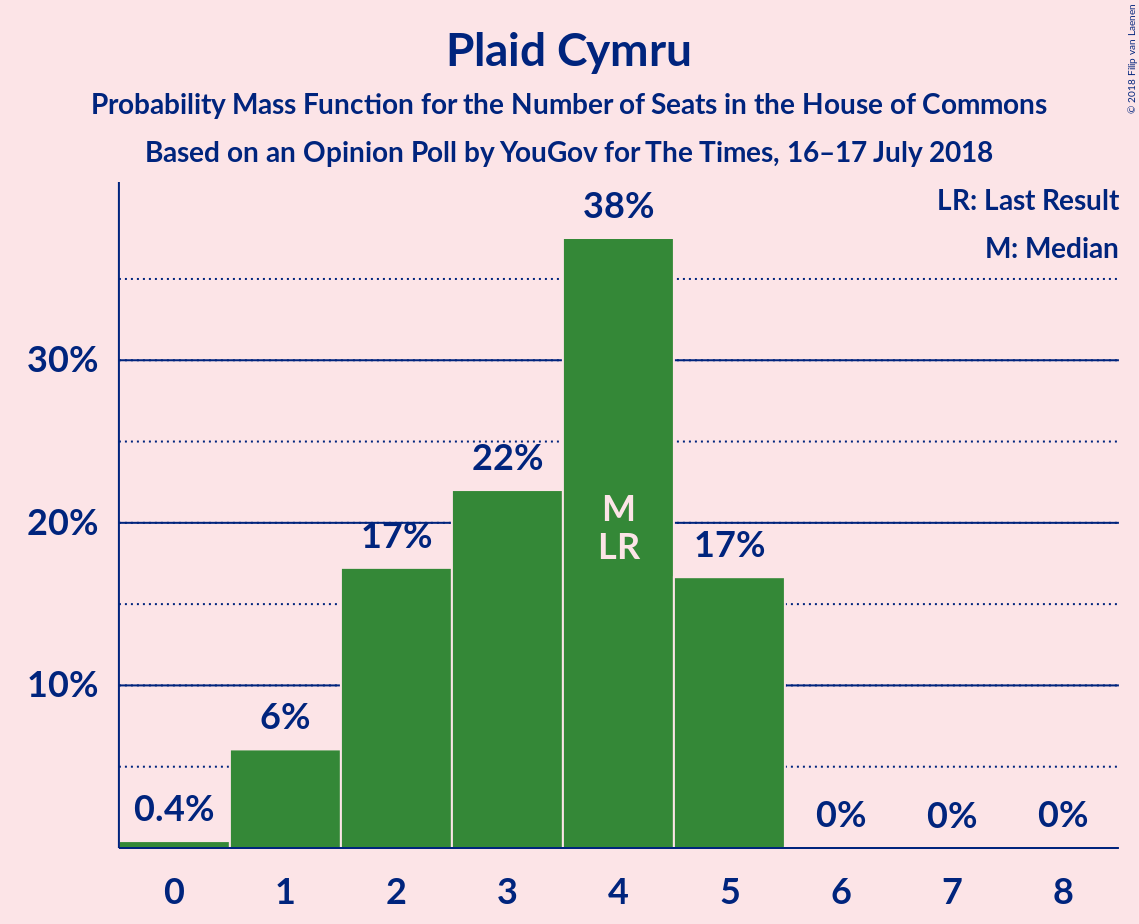 Plaid Cymru
Probability Mass Function for the Number of Seats in the House of Commons
Based on an Opinion Poll by YouGov for The Times, 16–17 July 2018
© 2018 Filip van Laenen
LR: Last Result
M: Median
38%
30%
22%
20%
17%
M
LR
17%
10%
6%
0.4%
0%
0%
0%
0 1 2 3 4 5 6 7 8